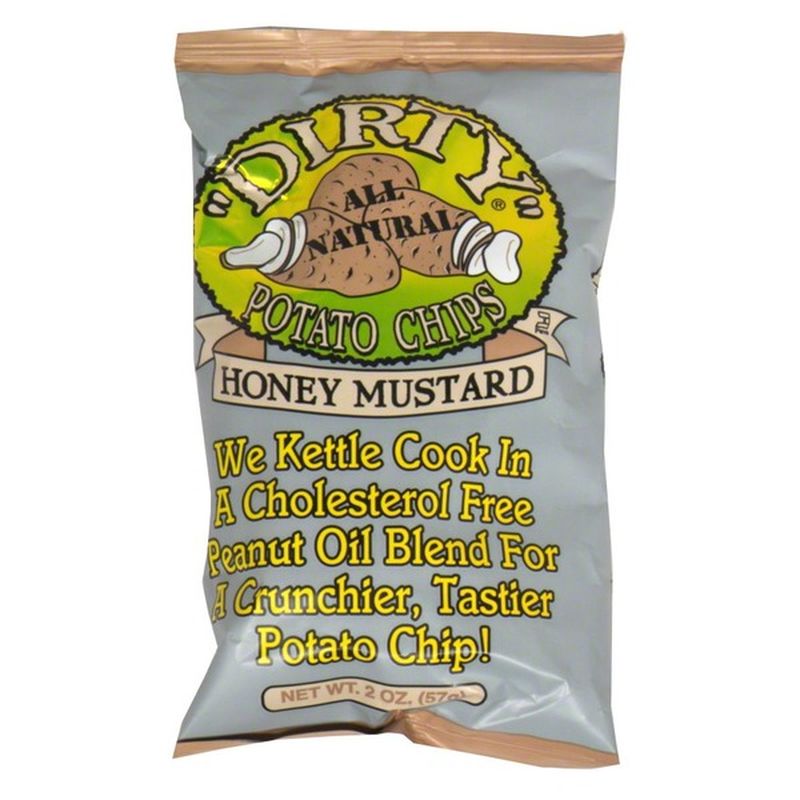 "DIRTY"®
ALL
NATURAL
POTATO CHIPS
HONEY MUSTARD
We Kettle Cook In
A Cholesterol Free
Peanut Oil Blend For
A Crunchier, Tastier
Potato Chip!
NET WT. 2 OZ. (57g)